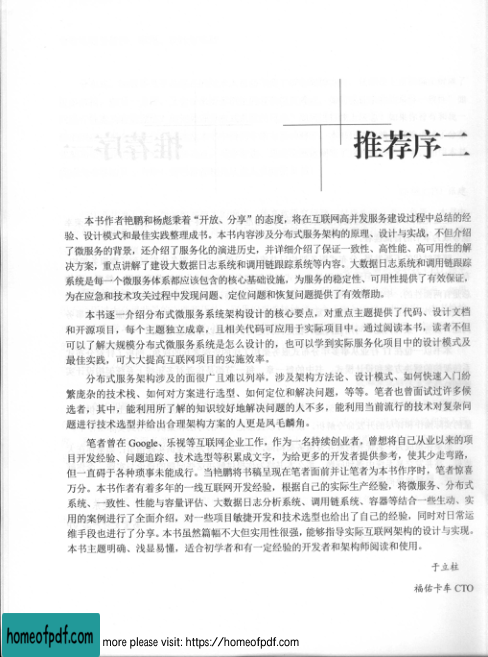 推荐序二
本书作者艳鹏和杨彪秉着“开放、分享”的态度，将在互联网高并发服务建设过程中总结的经
验、设计模式和最佳实践整理成书。本书内容涉及分布式服务架构的原理、设计与实战，不但介绍
了微服务的背景，还介绍了服务化的演进历史，并详细介绍了保证一致性、高性能、高可用性的解
决方案，重点讲解了建设大数据日志系统和调用链跟踪系统等内容。大数据日志系统和调用链跟踪
系统是每一个微服务体系都应该包含的核心基础设施，为服务的稳定性、可用性提供了有效保证，
为在应急和技术攻关过程中发现问题、定位问题和恢复问题提供了有效帮助。
本书逐一介绍分布式微服务系统架构设计的核心要点，对重点主题提供了代码、设计文档
和开源项目，每个主题独立成章，且相关代码可应用于实际项目中。通过阅读本书，读者不但
可以了解大规模分布式微服务系统是怎么设计的，也可以学到实际服务化项目中的设计模式及
最佳实践，可大大提高互联网项目的实施效率。
分布式服务架构涉及的面很广且难以列举，涉及架构方法论、设计模式、如何快速入门纷
繁庞杂的技术栈、如何对方案进行选型、如何定位和解决问题，等等。笔者也曾面试过许多候
选者，其中，能利用所了解的知识较好地解决问题的人不多，能利用当前流行的技术对复杂问
题进行技术选型并给出合理架构方案的人更是凤毛麟角。
笔者曾在 Google、乐视等互联网企业工作，作为一名持续创业者，曾想将自己从业以来的项
目开发经验、问题追踪、技术选型等积累成文字，为给更多的开发者提供参考，使其少走弯路，
但一直碍于各种琐事未能成行。当艳鹏将书稿呈现在笔者面前并让笔者为本书作序时，笔者惊喜
万分。本书作者有着多年的一线互联网开发经验，根据自己的实际生产经验，将微服务、分布式
系统、一致性、性能与容量评估、大数据日志分析系统、调用链系统、容器等结合一些生动、实
用的案例进行了全面介绍，对一些项目敏捷开发和技术选型也给出了自己的经验，同时对日常运
维手段也进行了分享。本书虽然篇幅不大但实用性很强，能够指导实际互联网架构的设计与实现。
本书主题明确、浅显易懂，适合初学者和有一定经验的开发者和架构师阅读和使用。
于立柱
福佑卡车 CTO
homeofpdf.com
more please visit: https://homeofpdf.com